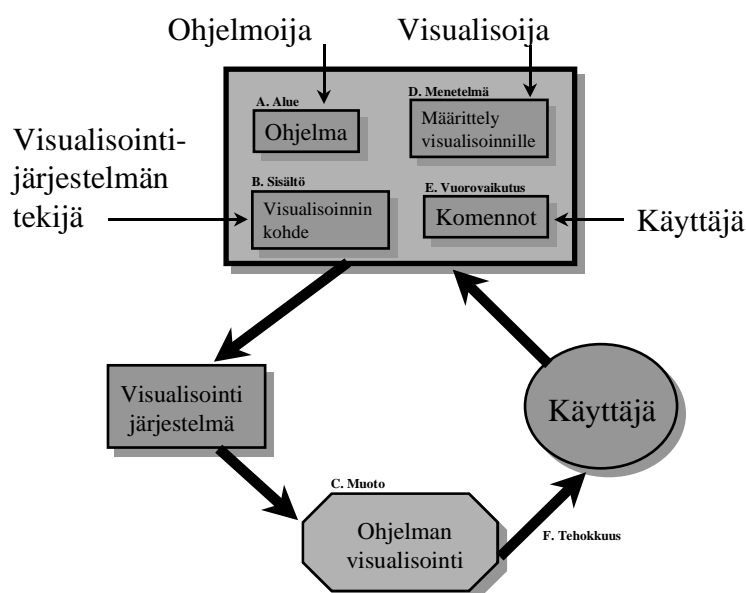 Ohjelmoija
Visualisoija
A. Alue
Ohjelma
D. Menetelmä
Määrittely
visualisoinnille
Visualisointi-
järjestelmän
tekijä
B. Sisältö
Visualisoinnin
kohde
E. Vuorovaikutus
Komennot
Käyttäjä
Visualisointi
järjestelmä
Käyttäjä
C. Muoto
Ohjelman
visualisointi
F. Tehokkuus